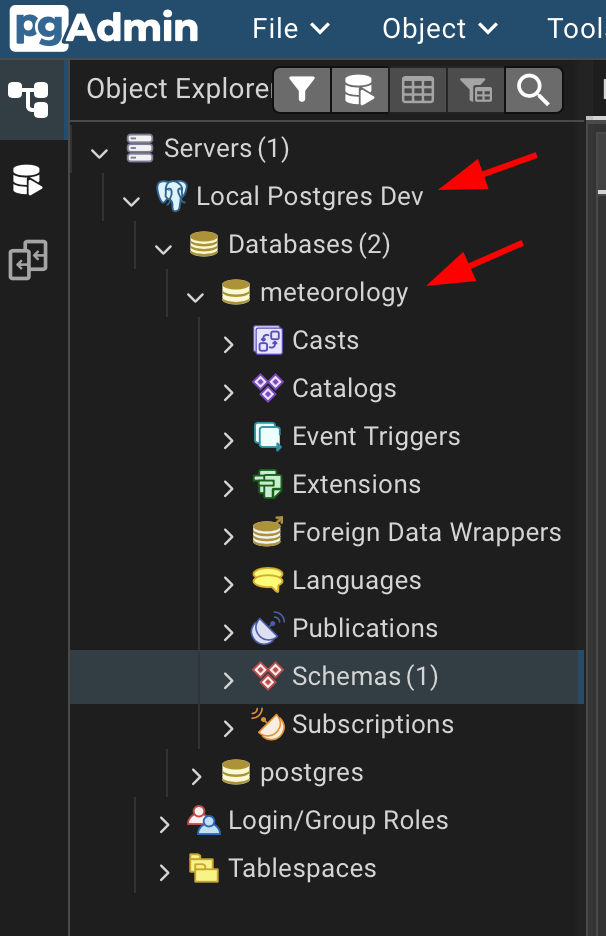 pgAdmin File Object Tools
Object Explorer
Servers (1)
Local Postgres Dev
Databases (2)
meteorology
Casts
Catalogs
Event Triggers
Extensions
Foreign Data Wrappers
Languages
Publications
Schemas (1)
Subscriptions
postgres
Login/Group Roles
Tablespaces